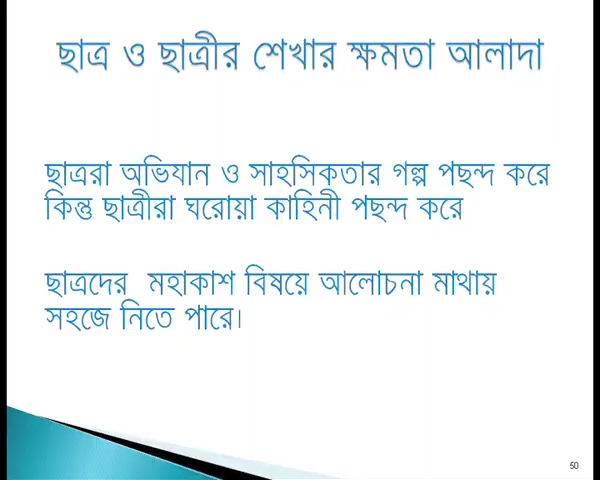 ছাত্র ও ছাত্রীর শেখার ক্ষমতা আলাদা
ছাত্ররা অভিযান ও সাহসিকতার গল্প পছন্দ করে
কিন্তু ছাত্রীরা ঘরোয়া কাহিনী পছন্দ করে
ছাত্রদের মহাকাশ বিষয়ে আলোচনা মাথায়
সহজে নিতে পারে।
50